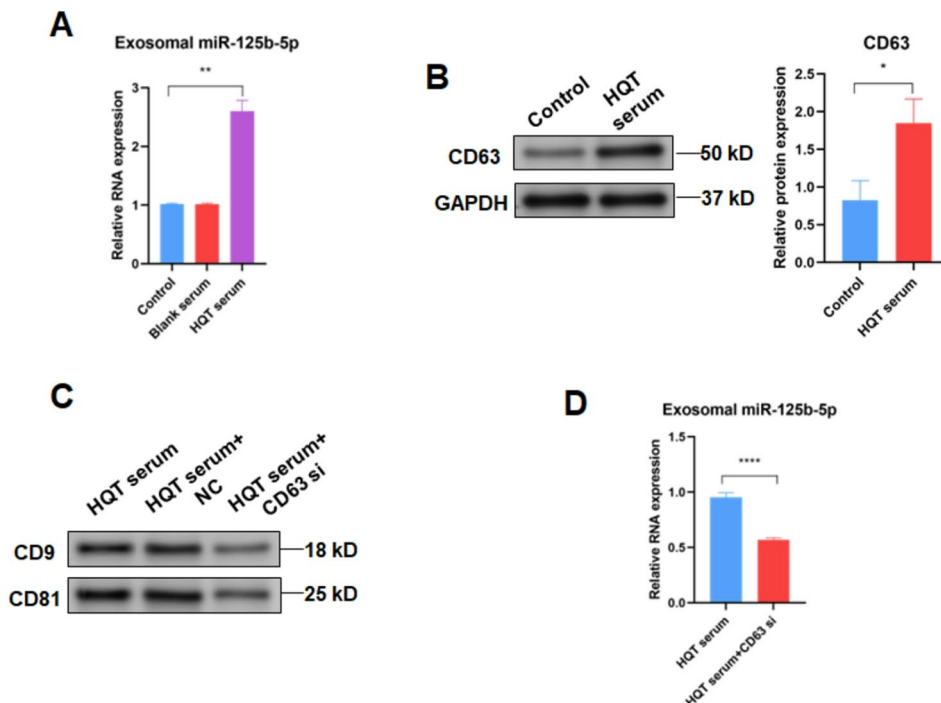 A
Exosomal miR-125b-5p
**
Relative RNA expression
3
2
1
0
Control
Blank serum
HQT serum
B
Control
HQT
serum
CD63
50 kD
GAPDH
37 kD
CD63
*
Relative protein expression
2.5
2.0
1.5
1.0
0.5
0.0
Control
HQT serum
C
HQT serum
HQT serum+
NC
HQT serum+
CD63 si
CD9
18 kD
CD81
25 kD
D
Exosomal miR-125b-5p
****
Relative RNA expression
1.5
1.0
0.5
0.0
HQT serum
HQT serum+CD63 si